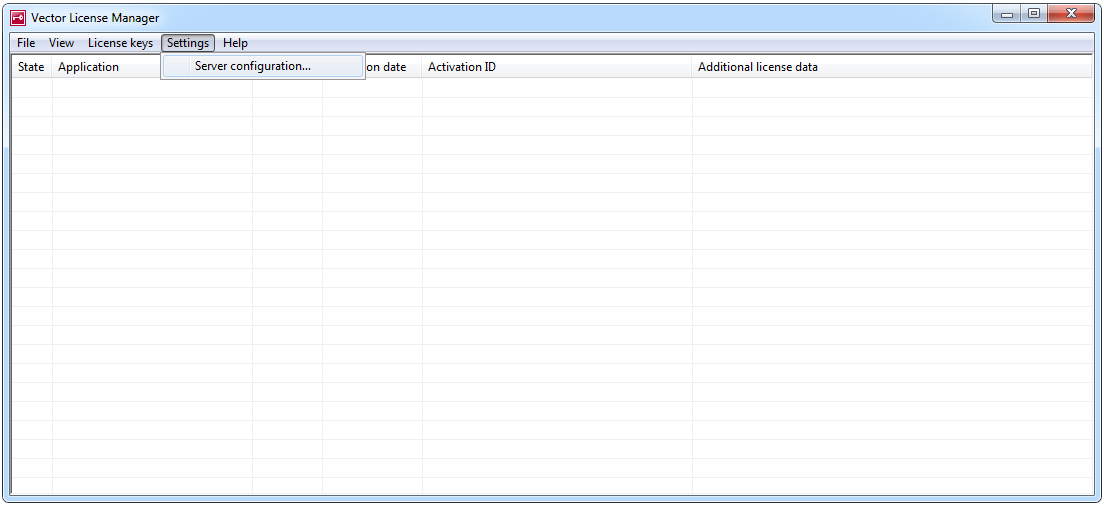 Vector License Manager
File View License keys Settings Help
Server configuration...
State Application on date Activation ID Additional license data